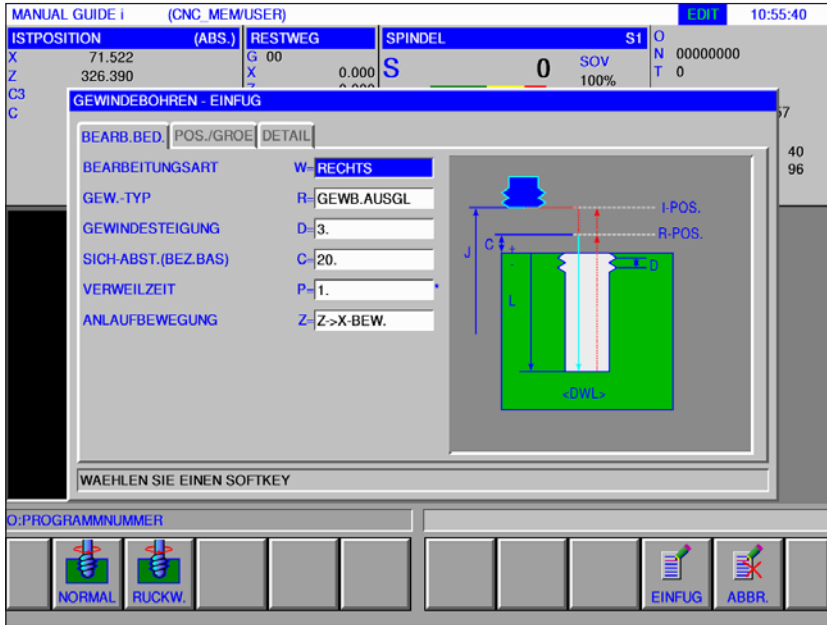 MANUAL GUIDE i (CNC_MEM/USER) EDIT 10:55:40
ISTPOSITION (ABS.) RESTWEG SPINDEL S1 O
X 71.522 G 00 N 00000000
Z 326.390 X 0.000 S 0 SOV 100% T 0
C3
C
57
40
96
GEWINDEBOHREN - EINFUG
BEARB.BED. POS./GROE DETAIL
BEARBEITUNGSART W= RECHTS
GEW.-TYP R= GEWB.AUSGL
GEWINDESTEIGUNG D= 3.
SICH-ABST.(BEZ.BAS) C= 20.
VERWEILZEIT P= 1. *
ANLAUFBEWEGUNG Z= Z->X-BEW.
I-POS.
R-POS.
J C + - D
L
<DWL>
WAEHLEN SIE EINEN SOFTKEY
O:PROGRAMMNUMMER
NORMAL RUCKW. EINFUG ABBR.